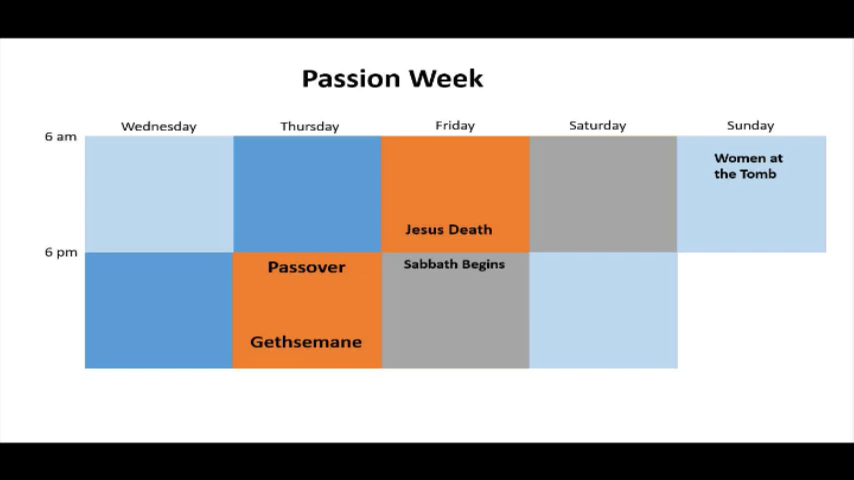 Passion Week
Wednesday Thursday Friday Saturday Sunday
6 am
Women at
the Tomb
Jesus Death
6 pm
Passover
Sabbath Begins
Gethsemane